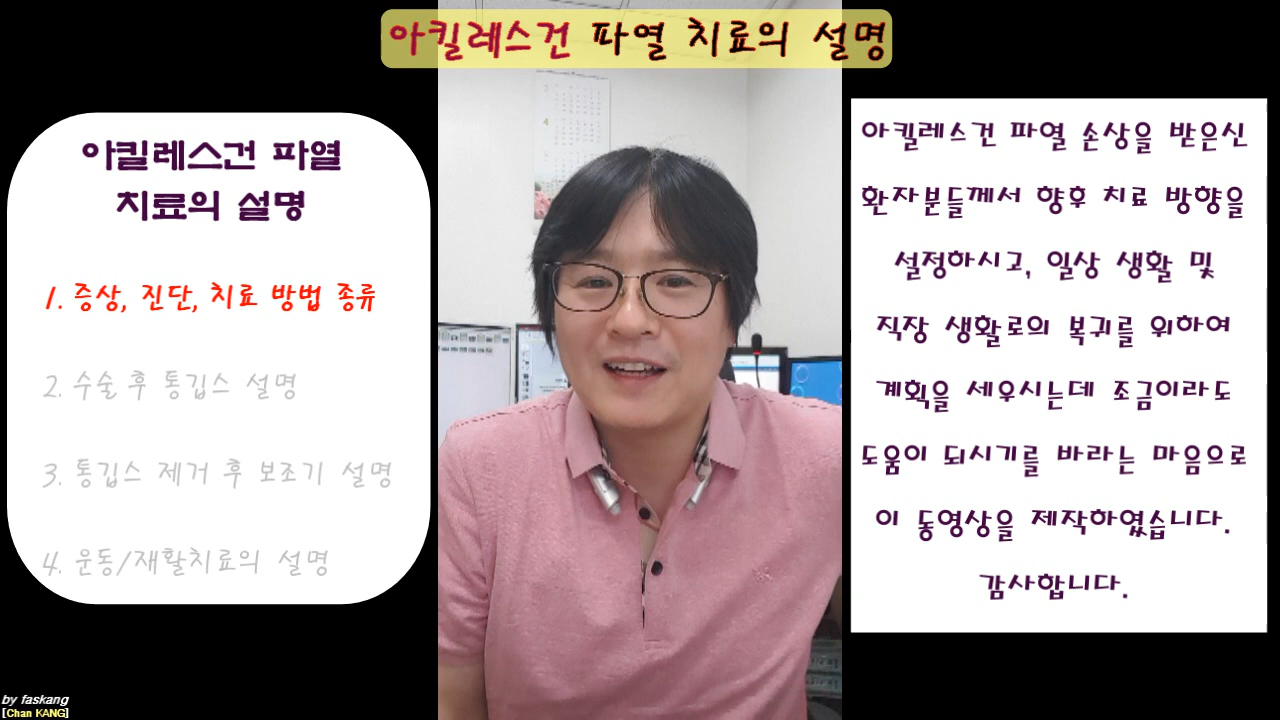 아킬레스건 파열 치료의 설명
아킬레스건 파열
치료의 설명
1. 증상, 진단, 치료 방법 종류
2. 수술 후 통깁스 설명
3. 통깁스 제거 후 보조기 설명
4. 운동/재활치료의 설명
아킬레스건 파열 손상을 받은신
환자분들께서 향후 치료 방향을
설정하시고, 일상 생활 및
직장 생활로의 복귀를 위하여
계획을 세우시는데 조금이라도
도움이 되시기를 바라는 마음으로
이 동영상을 제작하였습니다.
감사합니다.
by faskang
[Chan KANG]